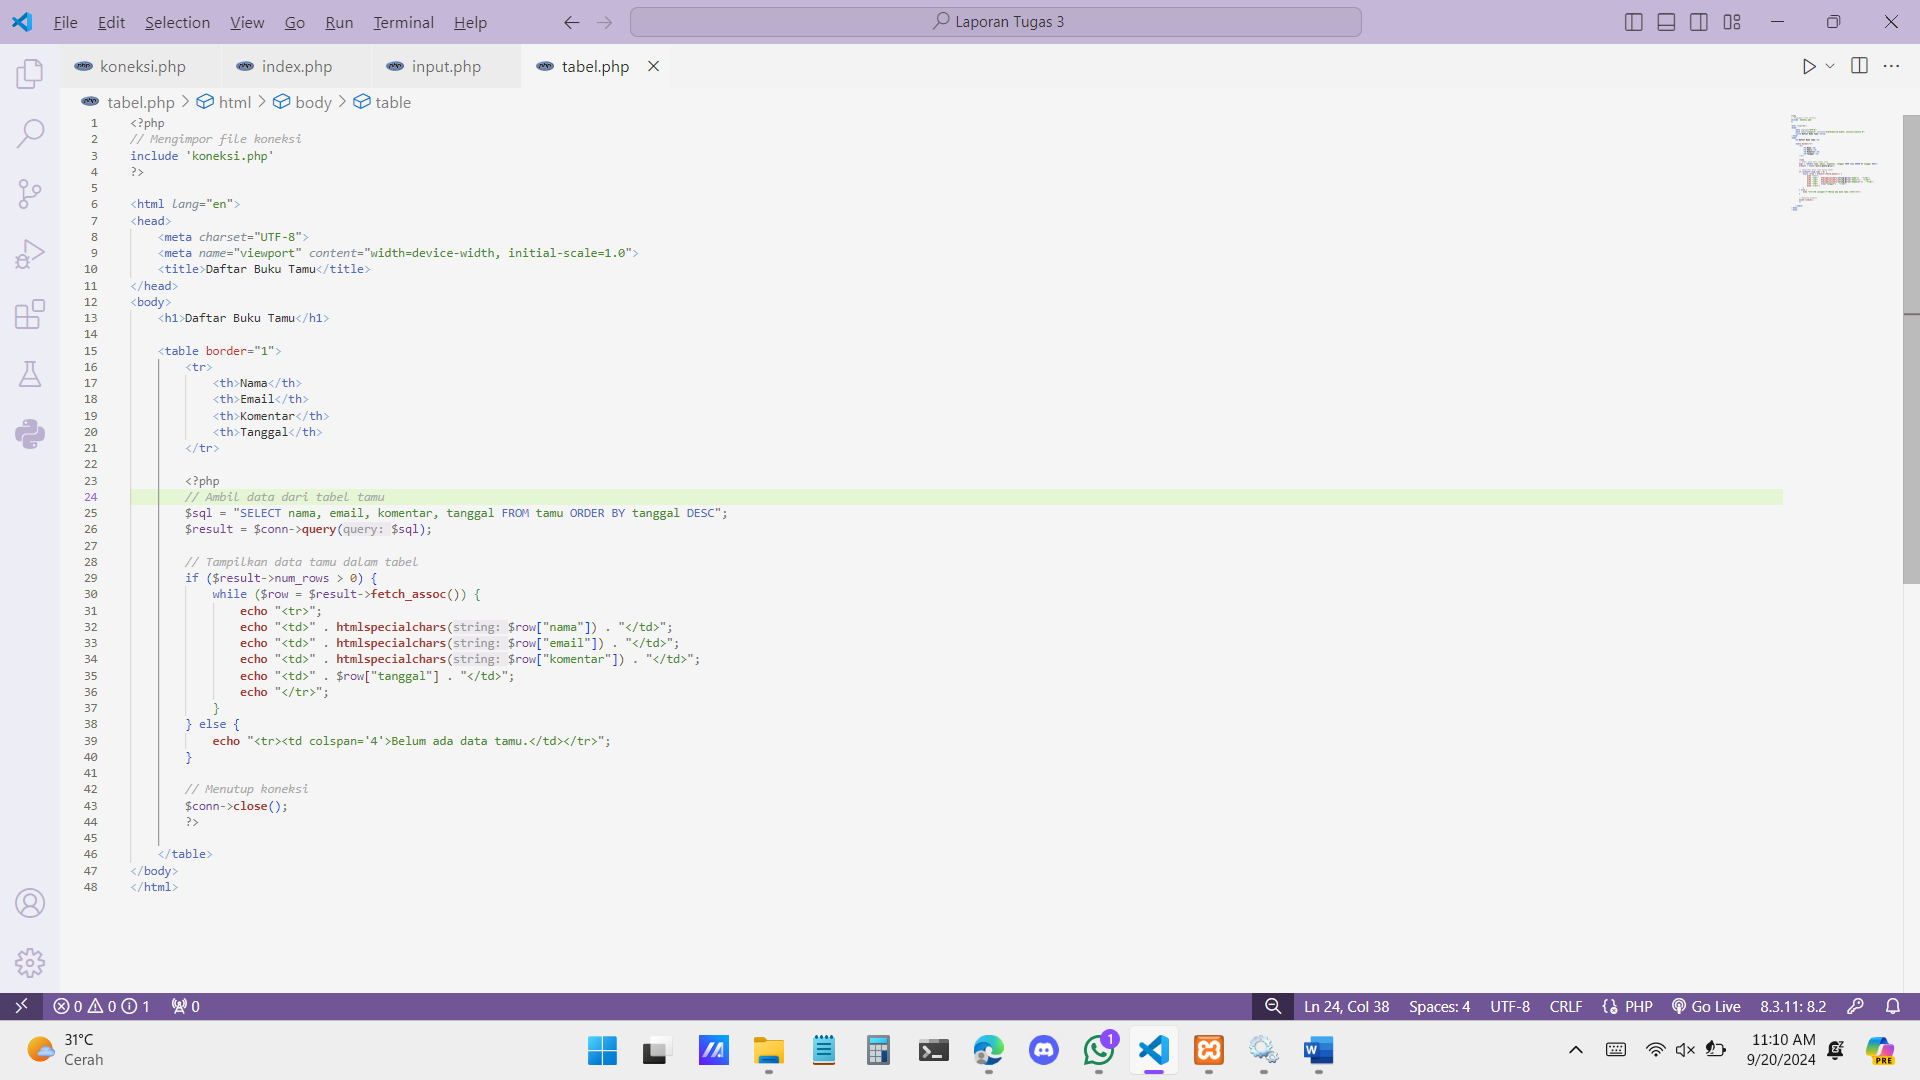 File Edit Selection View Go Run Terminal Help
Laporan Tugas 3
koneksi.php index.php input.php tabel.php
tabel.php > html > body > table
1 <?php
2 // Mengimpor file koneksi
3 include 'koneksi.php'
4 ?>
5
6 <html lang="en">
7 <head>
8 <meta charset="UTF-8">
9 <meta name="viewport" content="width=device-width, initial-scale=1.0">
10 <title>Daftar Buku Tamu</title>
11 </head>
12 <body>
13 <h1>Daftar Buku Tamu</h1>
14
15 <table border="1">
16 <tr>
17 <th>Nama</th>
18 <th>Email</th>
19 <th>Komentar</th>
20 <th>Tanggal</th>
21 </tr>
22
23 <?php
24 // Ambil data dari tabel tamu
25 $sql = "SELECT nama, email, komentar, tanggal FROM tamu ORDER BY tanggal DESC";
26 $result = $conn->query(query: $sql);
27
28 // Tampilkan data tamu dalam tabel
29 if ($result->num_rows > 0) {
30 while ($row = $result->fetch_assoc()) {
31 echo "<tr>";
32 echo "<td>" . htmlspecialchars(string: $row["nama"]) . "</td>";
33 echo "<td>" . htmlspecialchars(string: $row["email"]) . "</td>";
34 echo "<td>" . htmlspecialchars(string: $row["komentar"]) . "</td>";
35 echo "<td>" . $row["tanggal"] . "</td>";
36 echo "</tr>";
37 }
38 } else {
39 echo "<tr><td colspan='4'>Belum ada data tamu.</td></tr>";
40 }
41
42 // Menutup koneksi
43 $conn->close();
44 ?>
45
46 </table>
47 </body>
48 </html>
0 0 1 0 Ln 24, Col 38 Spaces: 4 UTF-8 CRLF PHP Go Live 8.3.11: 8.2
31°C
Cerah
1
11:10 AM
9/20/2024
PRE